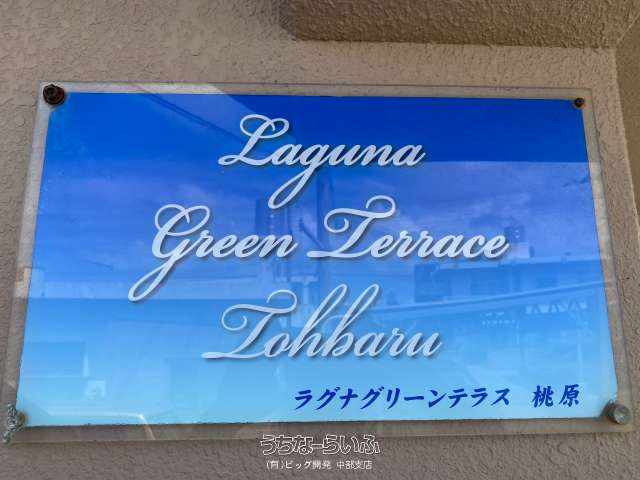 Laguna
Green Terrace
Tohbaru
ラグナグリーンテラス 桃原
うちなーらいふ
(有)ビッグ開発 中部支店